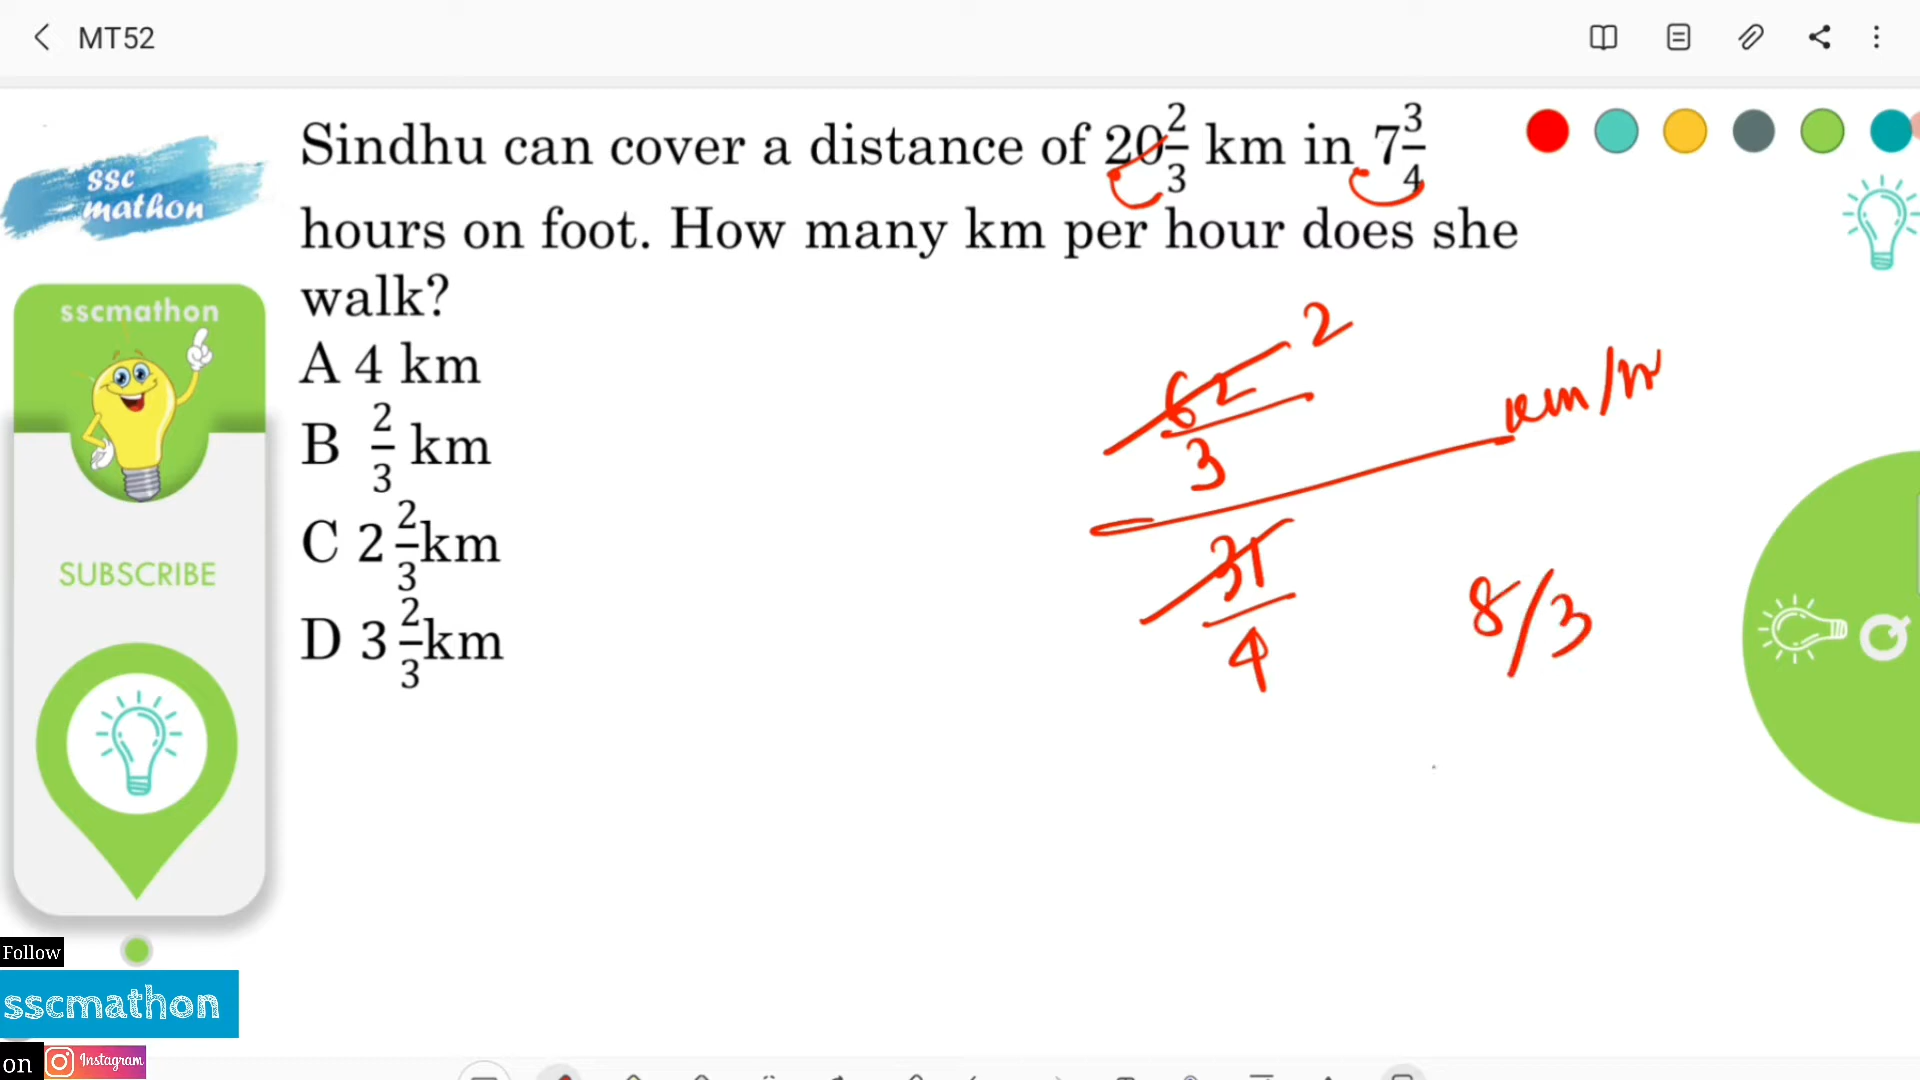 MT52
ssc
mathon
Sindhu can cover a distance of 20 2/3 km in 7 3/4
hours on foot. How many km per hour does she
walk?
A 4 km
B 2/3 km
C 2 2/3 km
D 3 2/3 km
sscmathon
SUBSCRIBE
62 2
3
km/hr
31
4
8/3
Q
Follow
sscmathon
on Instagram